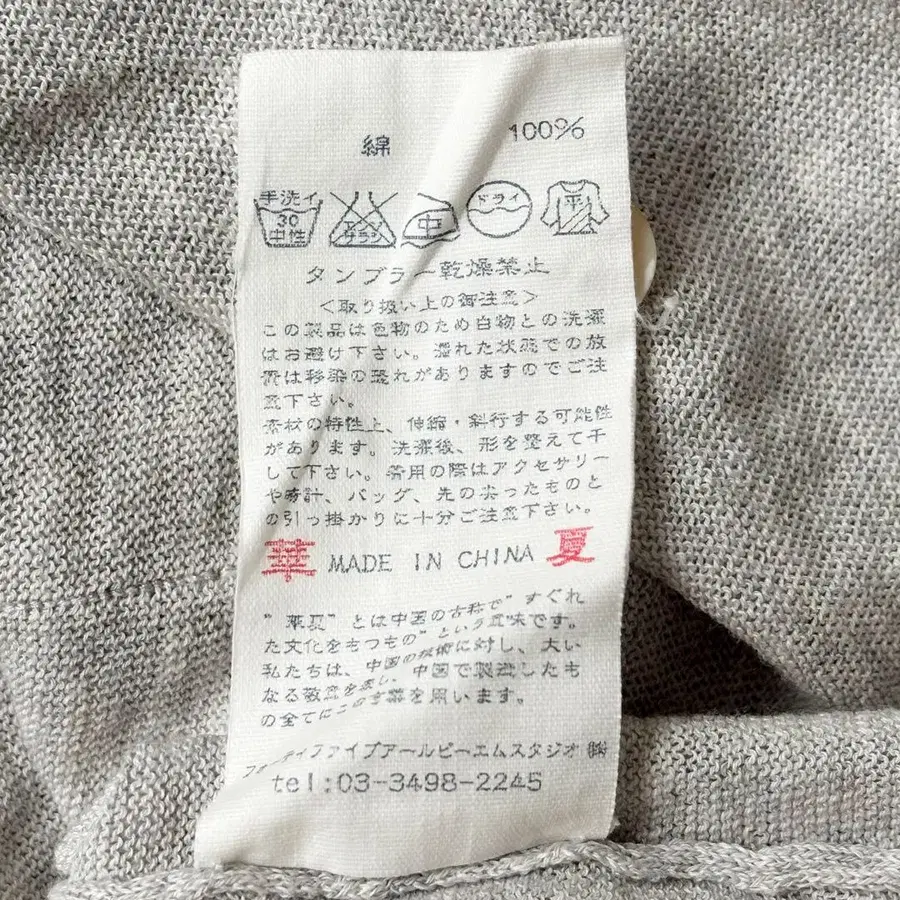 綿 100%
手洗イ 30 中性 エンソ サラシ 中 ドライ 平
タンブラー乾燥禁止
<取り扱い上の御注意>
この製品は色物のため白物との洗濯
はお避け下さい。濡れた状態での放
置は移染の恐れがありますのでご注
意下さい。
素材の特性上、伸縮・斜行する可能性
があります。洗濯後、形を整えて干
して下さい。着用の際はアクセサリー
や時計、バッグ、先の尖ったものと
の引っ掛かりに十分ご注意下さい。
華 MADE IN CHINA 夏
"華夏"とは中国の古称で"すぐれ
た文化をもつもの"という意味です。
私たちは、中国の技術に対し、大い
なる敬意を表し、中国で製造したも
の全てにこの言葉を用います。
フォーティファイブアールピーエムスタジオ ㈱
tel:03-3498-2245